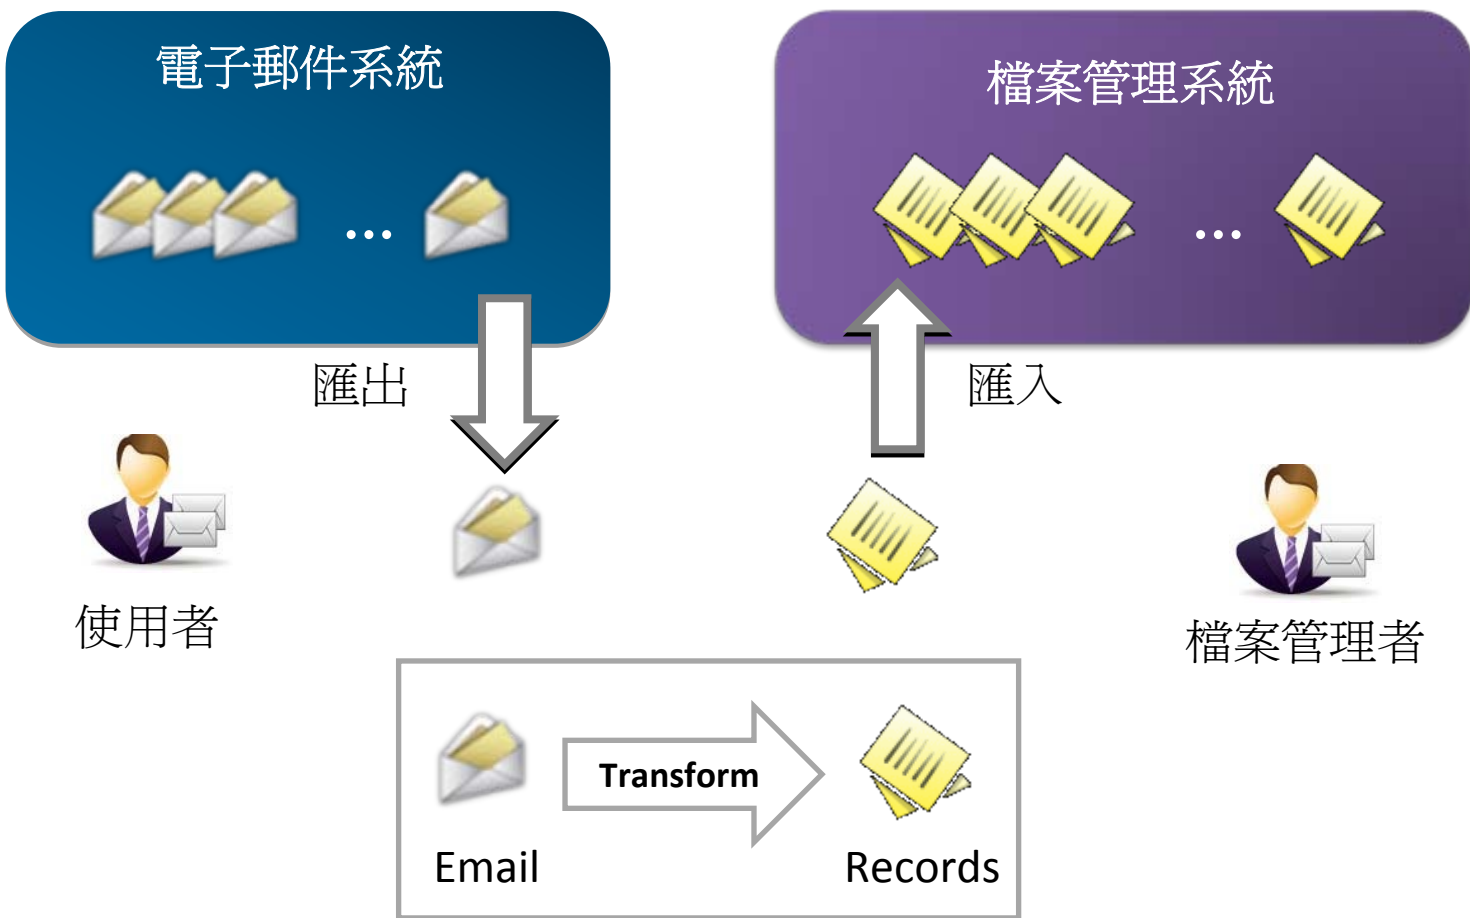 電子郵件系統
檔案管理系統
...
...
匯出
匯入
使用者
檔案管理者
Transform
Email
Records